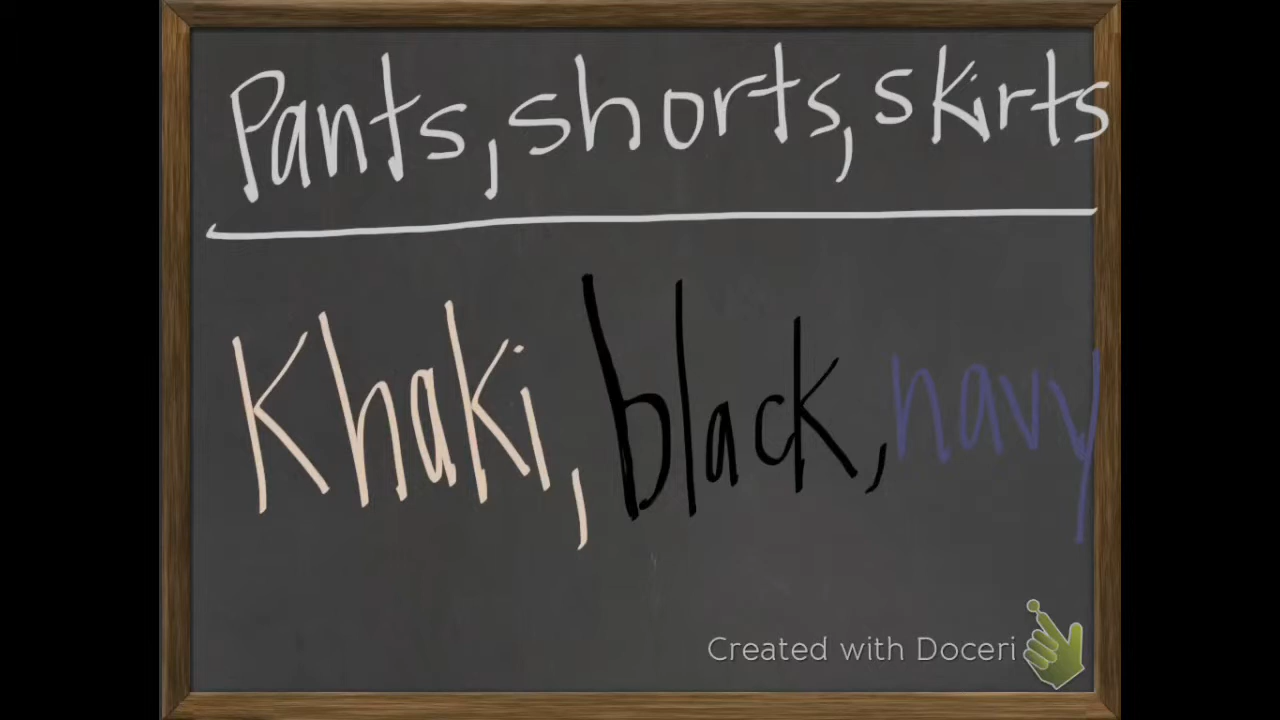 Pants, shorts, skirts
Khaki, black, navy
Created with Doceri